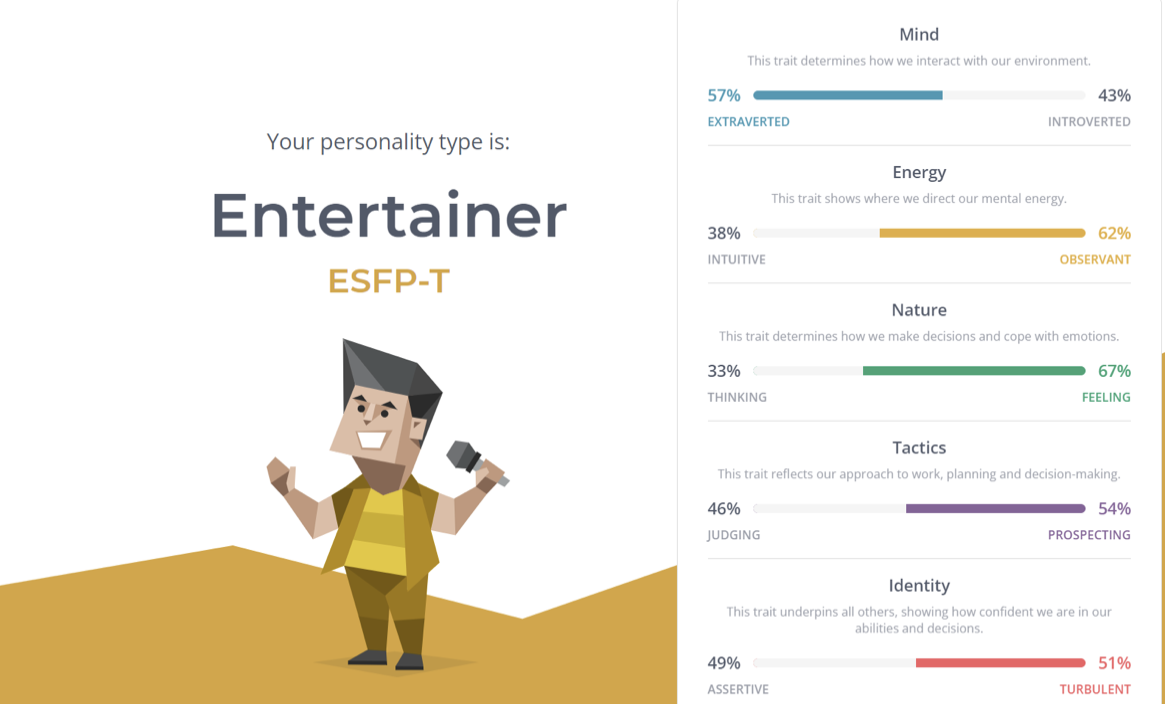 Your personality type is:
Entertainer
ESFP-T
Mind
This trait determines how we interact with our environment.
57% 43%
EXTRAVERTED INTROVERTED
Energy
This trait shows where we direct our mental energy.
38% 62%
INTUITIVE OBSERVANT
Nature
This trait determines how we make decisions and cope with emotions.
33% 67%
THINKING FEELING
Tactics
This trait reflects our approach to work, planning and decision-making.
46% 54%
JUDGING PROSPECTING
Identity
This trait underpins all others, showing how confident we are in our
abilities and decisions.
49% 51%
ASSERTIVE TURBULENT